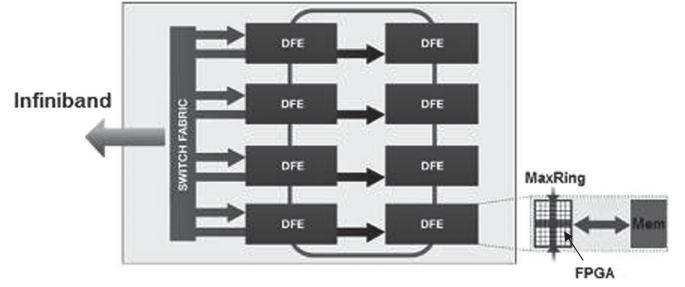 DFE DFE
Infiniband
SWITCH FABRIC
DFE DFE
DFE DFE
DFE DFE
MaxRing
Mem
FPGA